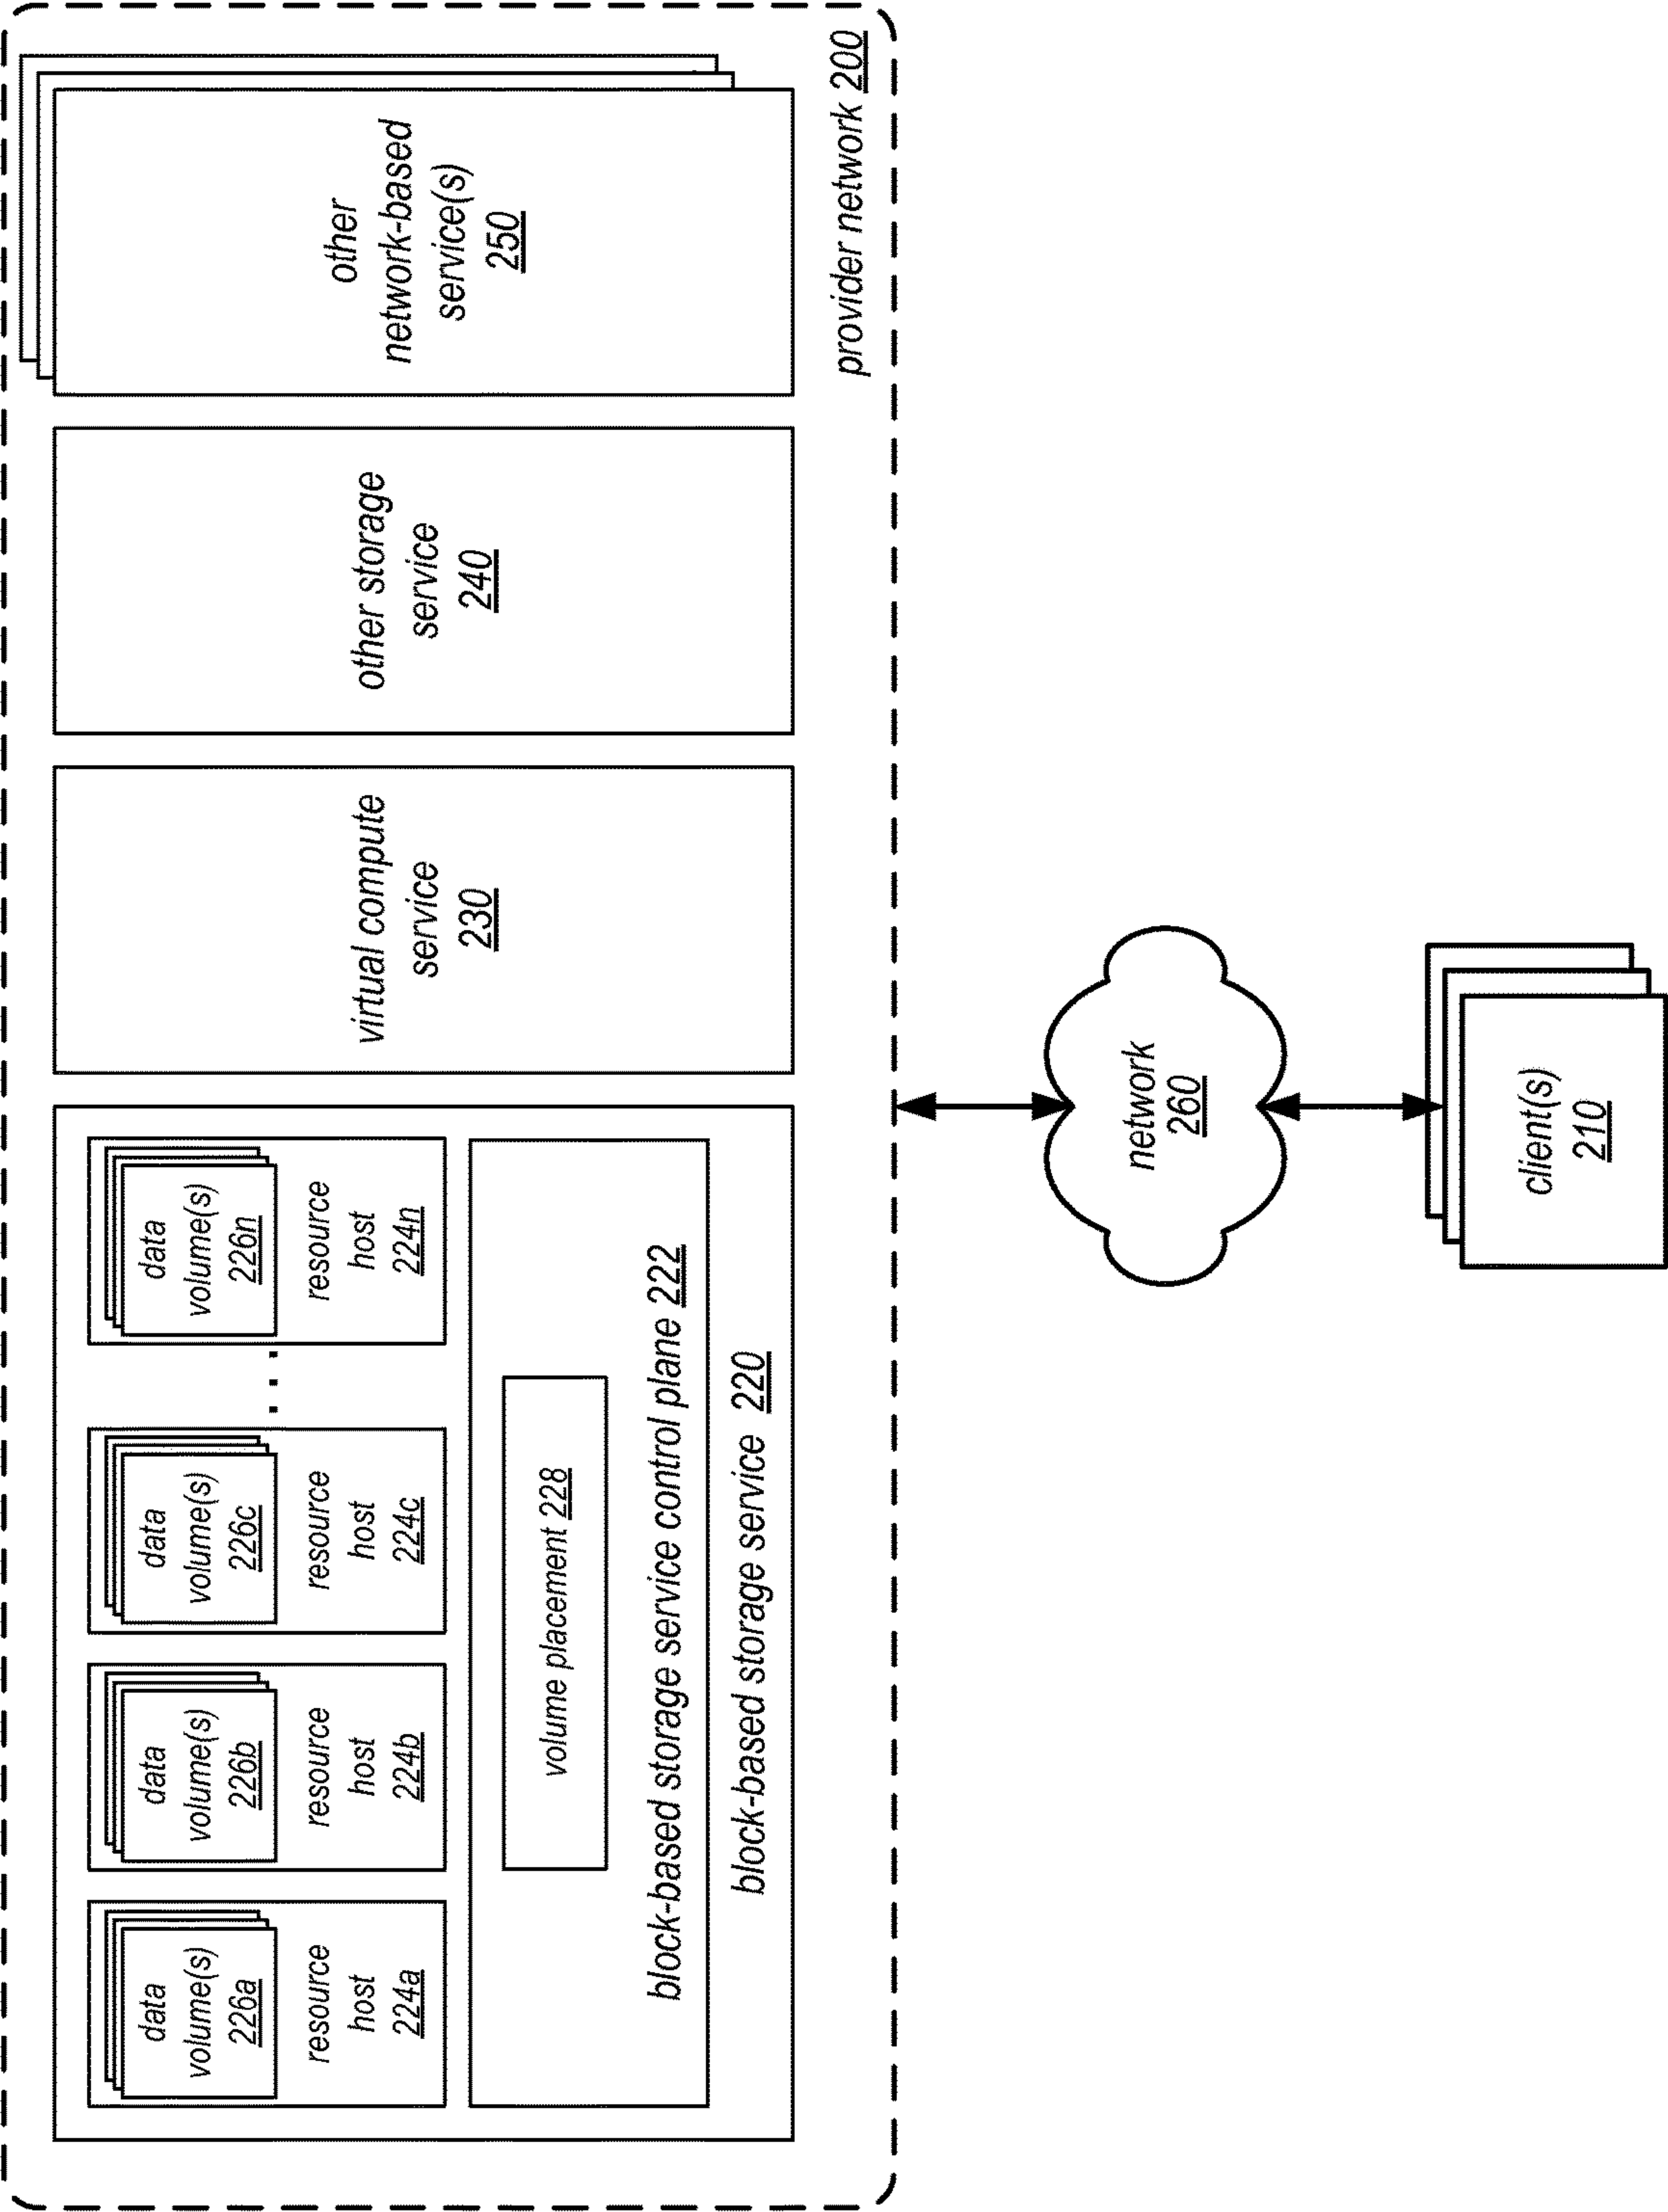 data
volume(s)
226a
resource
host
224a
data
volume(s)
226b
resource
host
224b
data
volume(s)
226c
resource
host
224c
. . .
data
volume(s)
226n
resource
host
224n
volume placement 228
block-based storage service control plane 222
block-based storage service 220
virtual compute
service
230
other storage
service
240
other
network-based
service(s)
250
provider network 200
network
260
client(s)
210